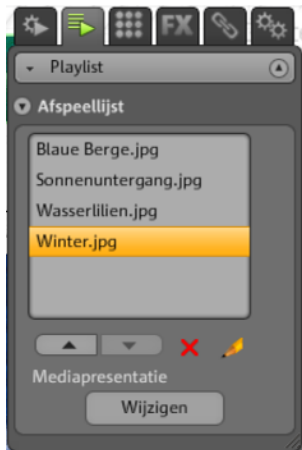 FX
Playlist
Afspeellijst
Blaue Berge.jpg
Sonnenuntergang.jpg
Wasserlilien.jpg
Winter.jpg
Mediapresentatie
Wijzigen